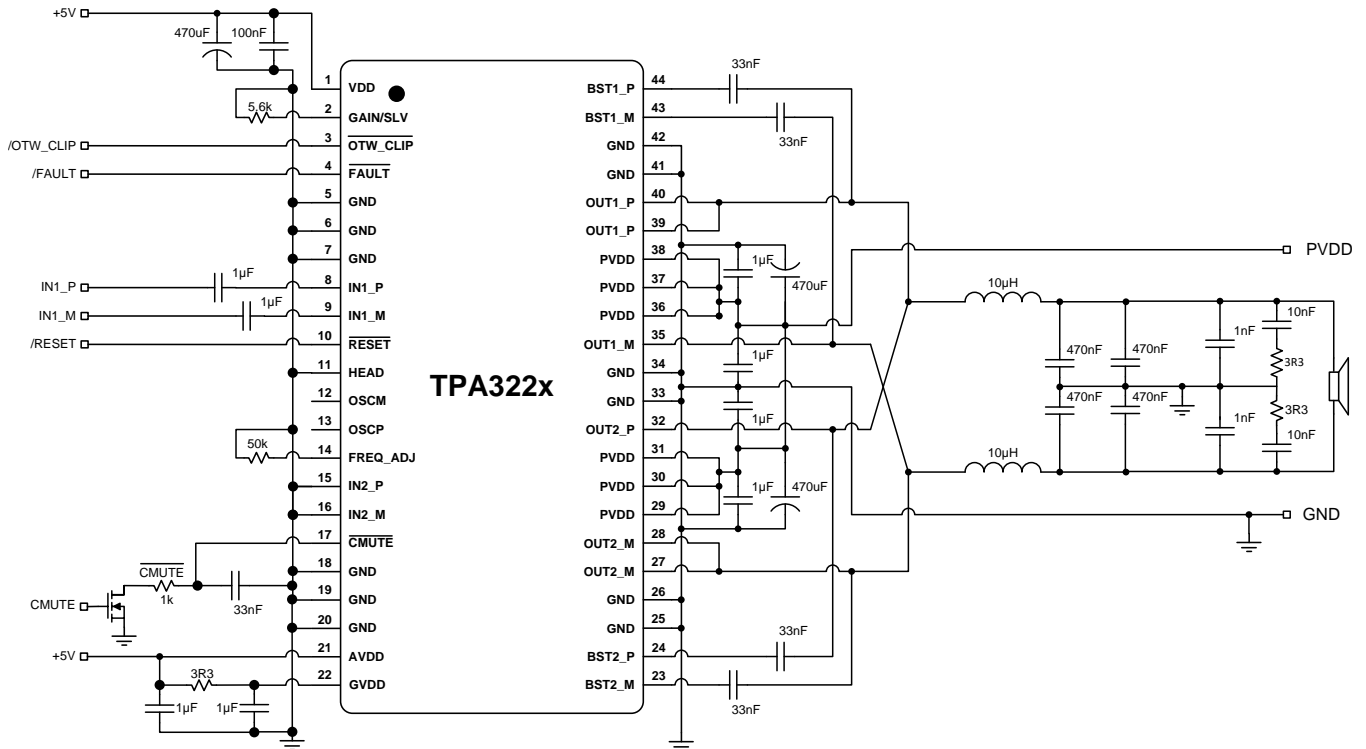 +5V
470uF
100nF
5.6k
/OTW_CLIP
/FAULT
1µF
IN1_P
1µF
IN1_M
/RESET
50k
CMUTE
1k
33nF
CMUTE
+5V
3R3
1µF
1µF
1 VDD
2 GAIN/SLV
3 OTW_CLIP
4 FAULT
5 GND
6 GND
7 GND
8 IN1_P
9 IN1_M
10 RESET
11 HEAD
12 OSCM
13 OSCP
14 FREQ_ADJ
15 IN2_P
16 IN2_M
17 CMUTE
18 GND
19 GND
20 GND
21 AVDD
22 GVDD
TPA322x
BST1_P 44
BST1_M 43
GND 42
GND 41
OUT1_P 40
OUT1_P 39
PVDD 38
PVDD 37
PVDD 36
OUT1_M 35
GND 34
GND 33
OUT2_P 32
PVDD 31
PVDD 30
PVDD 29
OUT2_M 28
OUT2_M 27
GND 26
GND 25
BST2_P 24
BST2_M 23
33nF
33nF
1µF
470uF
1µF
1µF
1µF
470uF
33nF
33nF
PVDD
10µH
470nF
470nF
1nF
10nF
3R3
470nF
470nF
1nF
3R3
10nF
10µH
GND